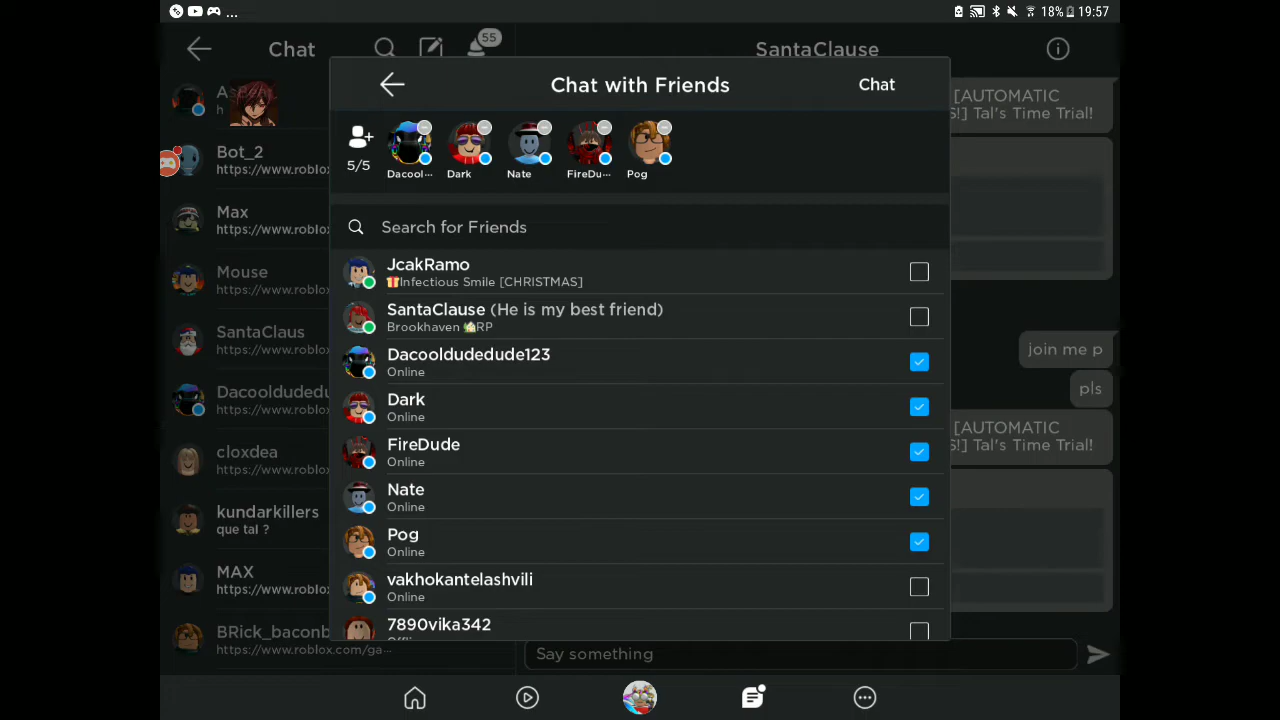 ... 18% 19:57
Chat 55 SantaClause
Chat with Friends Chat
5/5
Dacool... Dark Nate FireDu... Pog
Search for Friends
JcakRamo
Infectious Smile [CHRISTMAS]
SantaClause (He is my best friend)
Brookhaven RP
Dacooldudedude123
Online
Dark
Online
FireDude
Online
Nate
Online
Pog
Online
vakhokantelashvili
Online
7890vika342
h
Bot_2
https://www.roblox
Max
https://www.roblox
Mouse
https://www.roblox
SantaClaus
https://www.roblox
Dacooldudedu
https://www.roblox
cloxdea
https://www.roblox
kundarkillers
que tal ?
MAX
https://www.roblox
BRick_baconb
https://www.roblox.com/ga...
[AUTOMATIC
S!] Tal's Time Trial!
join me p
pls
[AUTOMATIC
S!] Tal's Time Trial!
Say something